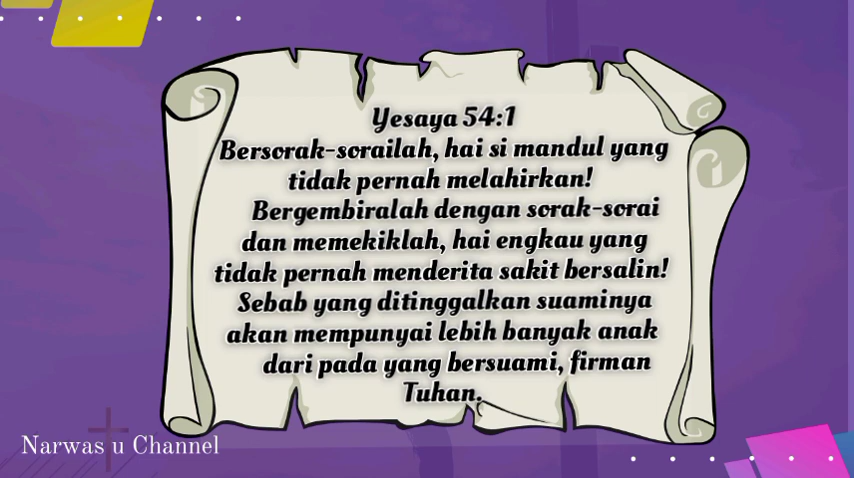 Yesaya 54:1
Bersorak-sorailah, hai si mandul yang
tidak pernah melahirkan!
Bergembiralah dengan sorak-sorai
dan memekiklah, hai engkau yang
tidak pernah menderita sakit bersalin!
Sebab yang ditinggalkan suaminya
akan mempunyai lebih banyak anak
dari pada yang bersuami, firman
Tuhan.
Narwas u Channel